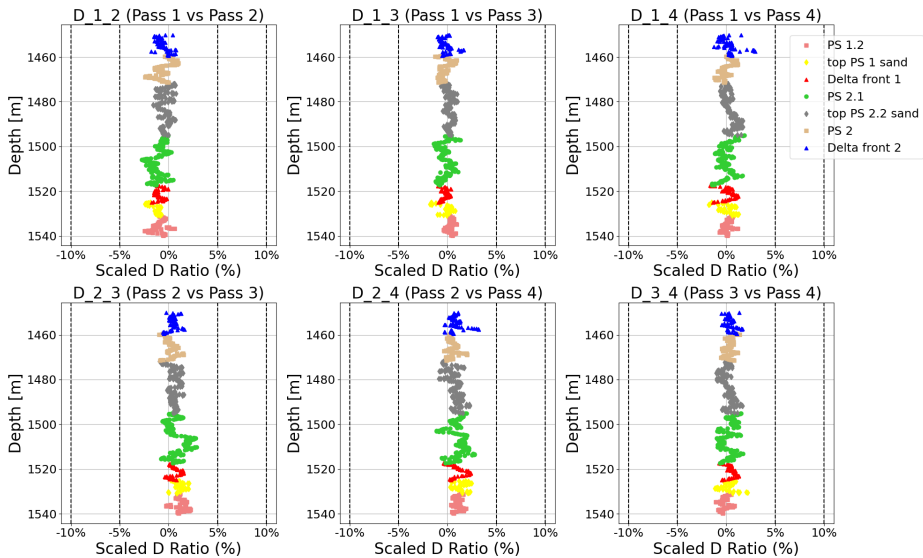 D_1_2 (Pass 1 vs Pass 2)
D_1_3 (Pass 1 vs Pass 3)
D_1_4 (Pass 1 vs Pass 4)
Depth [m]
1460
1480
1500
1520
1540
-10%
-5%
0%
5%
10%
Scaled D Ratio (%)
Depth [m]
1460
1480
1500
1520
1540
-10%
-5%
0%
5%
10%
Scaled D Ratio (%)
Depth [m]
1460
1480
1500
1520
1540
-10%
-5%
0%
5%
10%
Scaled D Ratio (%)
PS 1.2
top PS 1 sand
Delta front 1
PS 2.1
top PS 2.2 sand
PS 2
Delta front 2
D_2_3 (Pass 2 vs Pass 3)
D_2_4 (Pass 2 vs Pass 4)
D_3_4 (Pass 3 vs Pass 4)
Depth [m]
1460
1480
1500
1520
1540
-10%
-5%
0%
5%
10%
Scaled D Ratio (%)
Depth [m]
1460
1480
1500
1520
1540
-10%
-5%
0%
5%
10%
Scaled D Ratio (%)
Depth [m]
1460
1480
1500
1520
1540
-10%
-5%
0%
5%
10%
Scaled D Ratio (%)